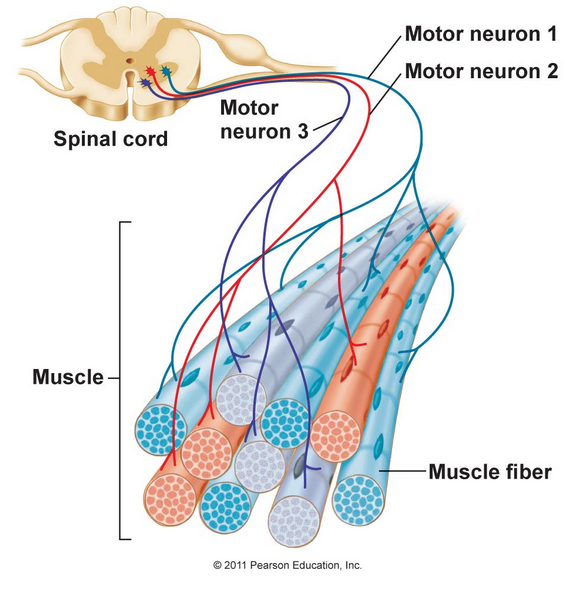 Motor neuron 1
Motor neuron 2
Motor
neuron 3
Spinal cord
Muscle
Muscle fiber
© 2011 Pearson Education, Inc.